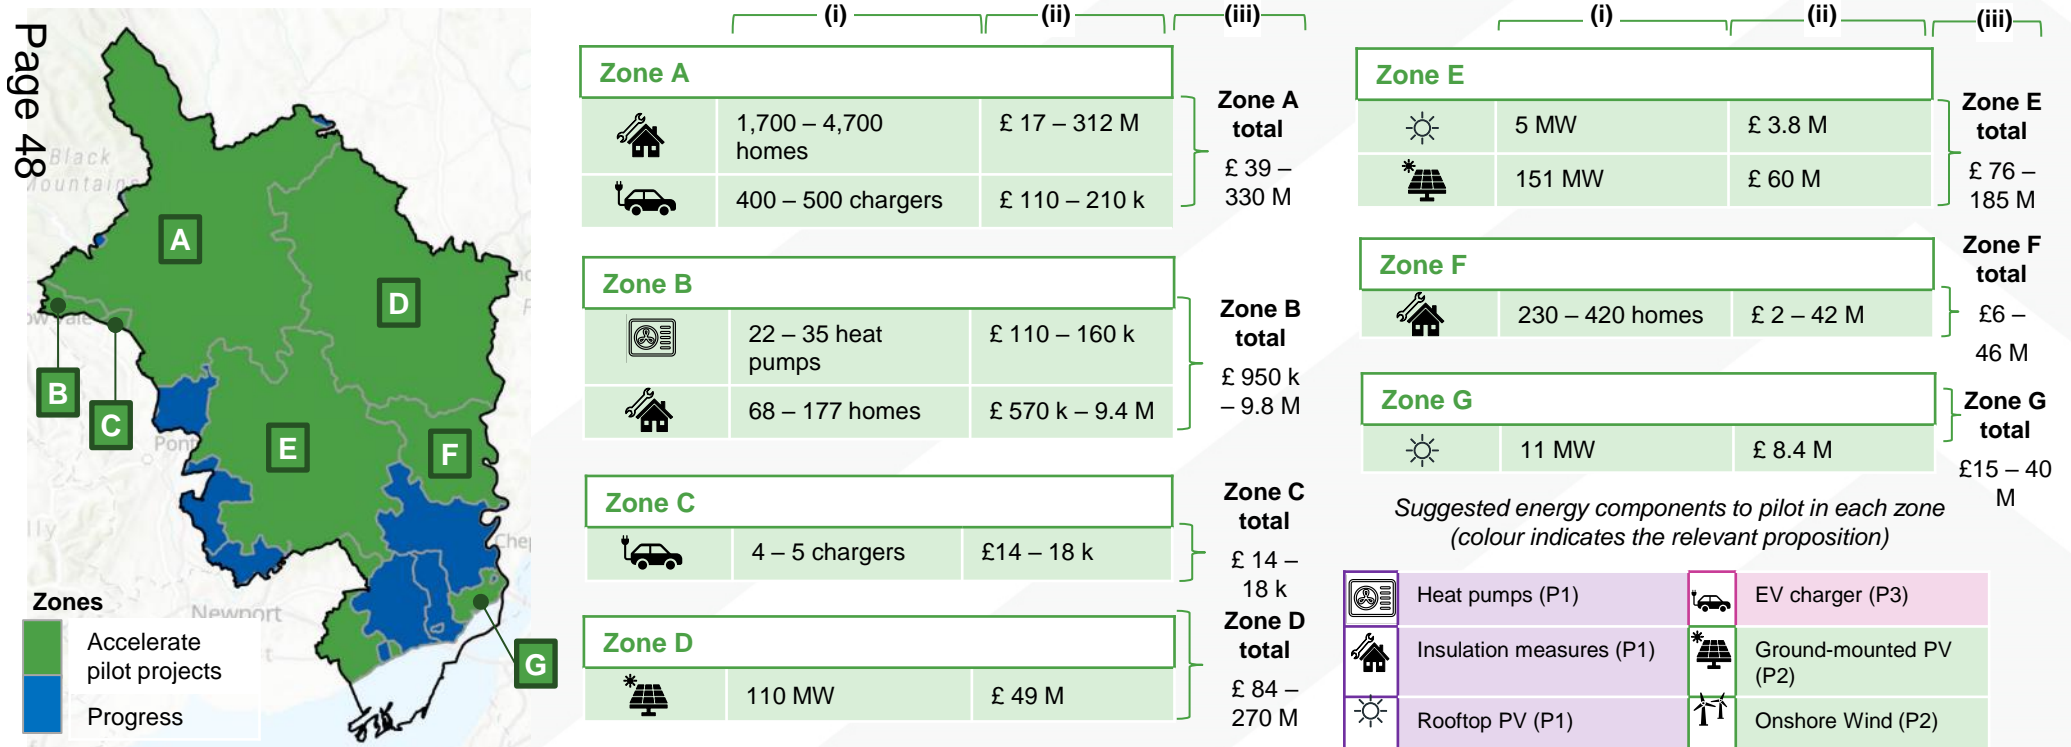 Page 48
Black
Mountains
A
D
B
C
E
F
G
Pont
Newport
Che
lly
Zones
Accelerate
pilot projects
Progress
(i)
(ii)
(iii)
Zone A
1,700 – 4,700
homes
£ 17 – 312 M
400 – 500 chargers
£ 110 – 210 k
Zone A
total
£ 39 –
330 M
Zone B
22 – 35 heat
pumps
£ 110 – 160 k
68 – 177 homes
£ 570 k – 9.4 M
Zone B
total
£ 950 k
– 9.8 M
Zone C
4 – 5 chargers
£14 – 18 k
Zone C
total
£ 14 –
18 k
Zone D
110 MW
£ 49 M
Zone D
total
£ 84 –
270 M
(i)
(ii)
(iii)
Zone E
5 MW
£ 3.8 M
151 MW
£ 60 M
Zone E
total
£ 76 –
185 M
Zone F
230 – 420 homes
£ 2 – 42 M
Zone F
total
£6 –
46 M
Zone G
11 MW
£ 8.4 M
Zone G
total
£15 – 40
M
Suggested energy components to pilot in each zone
(colour indicates the relevant proposition)
Heat pumps (P1)
EV charger (P3)
Insulation measures (P1)
Ground-mounted PV
(P2)
Rooftop PV (P1)
Onshore Wind (P2)